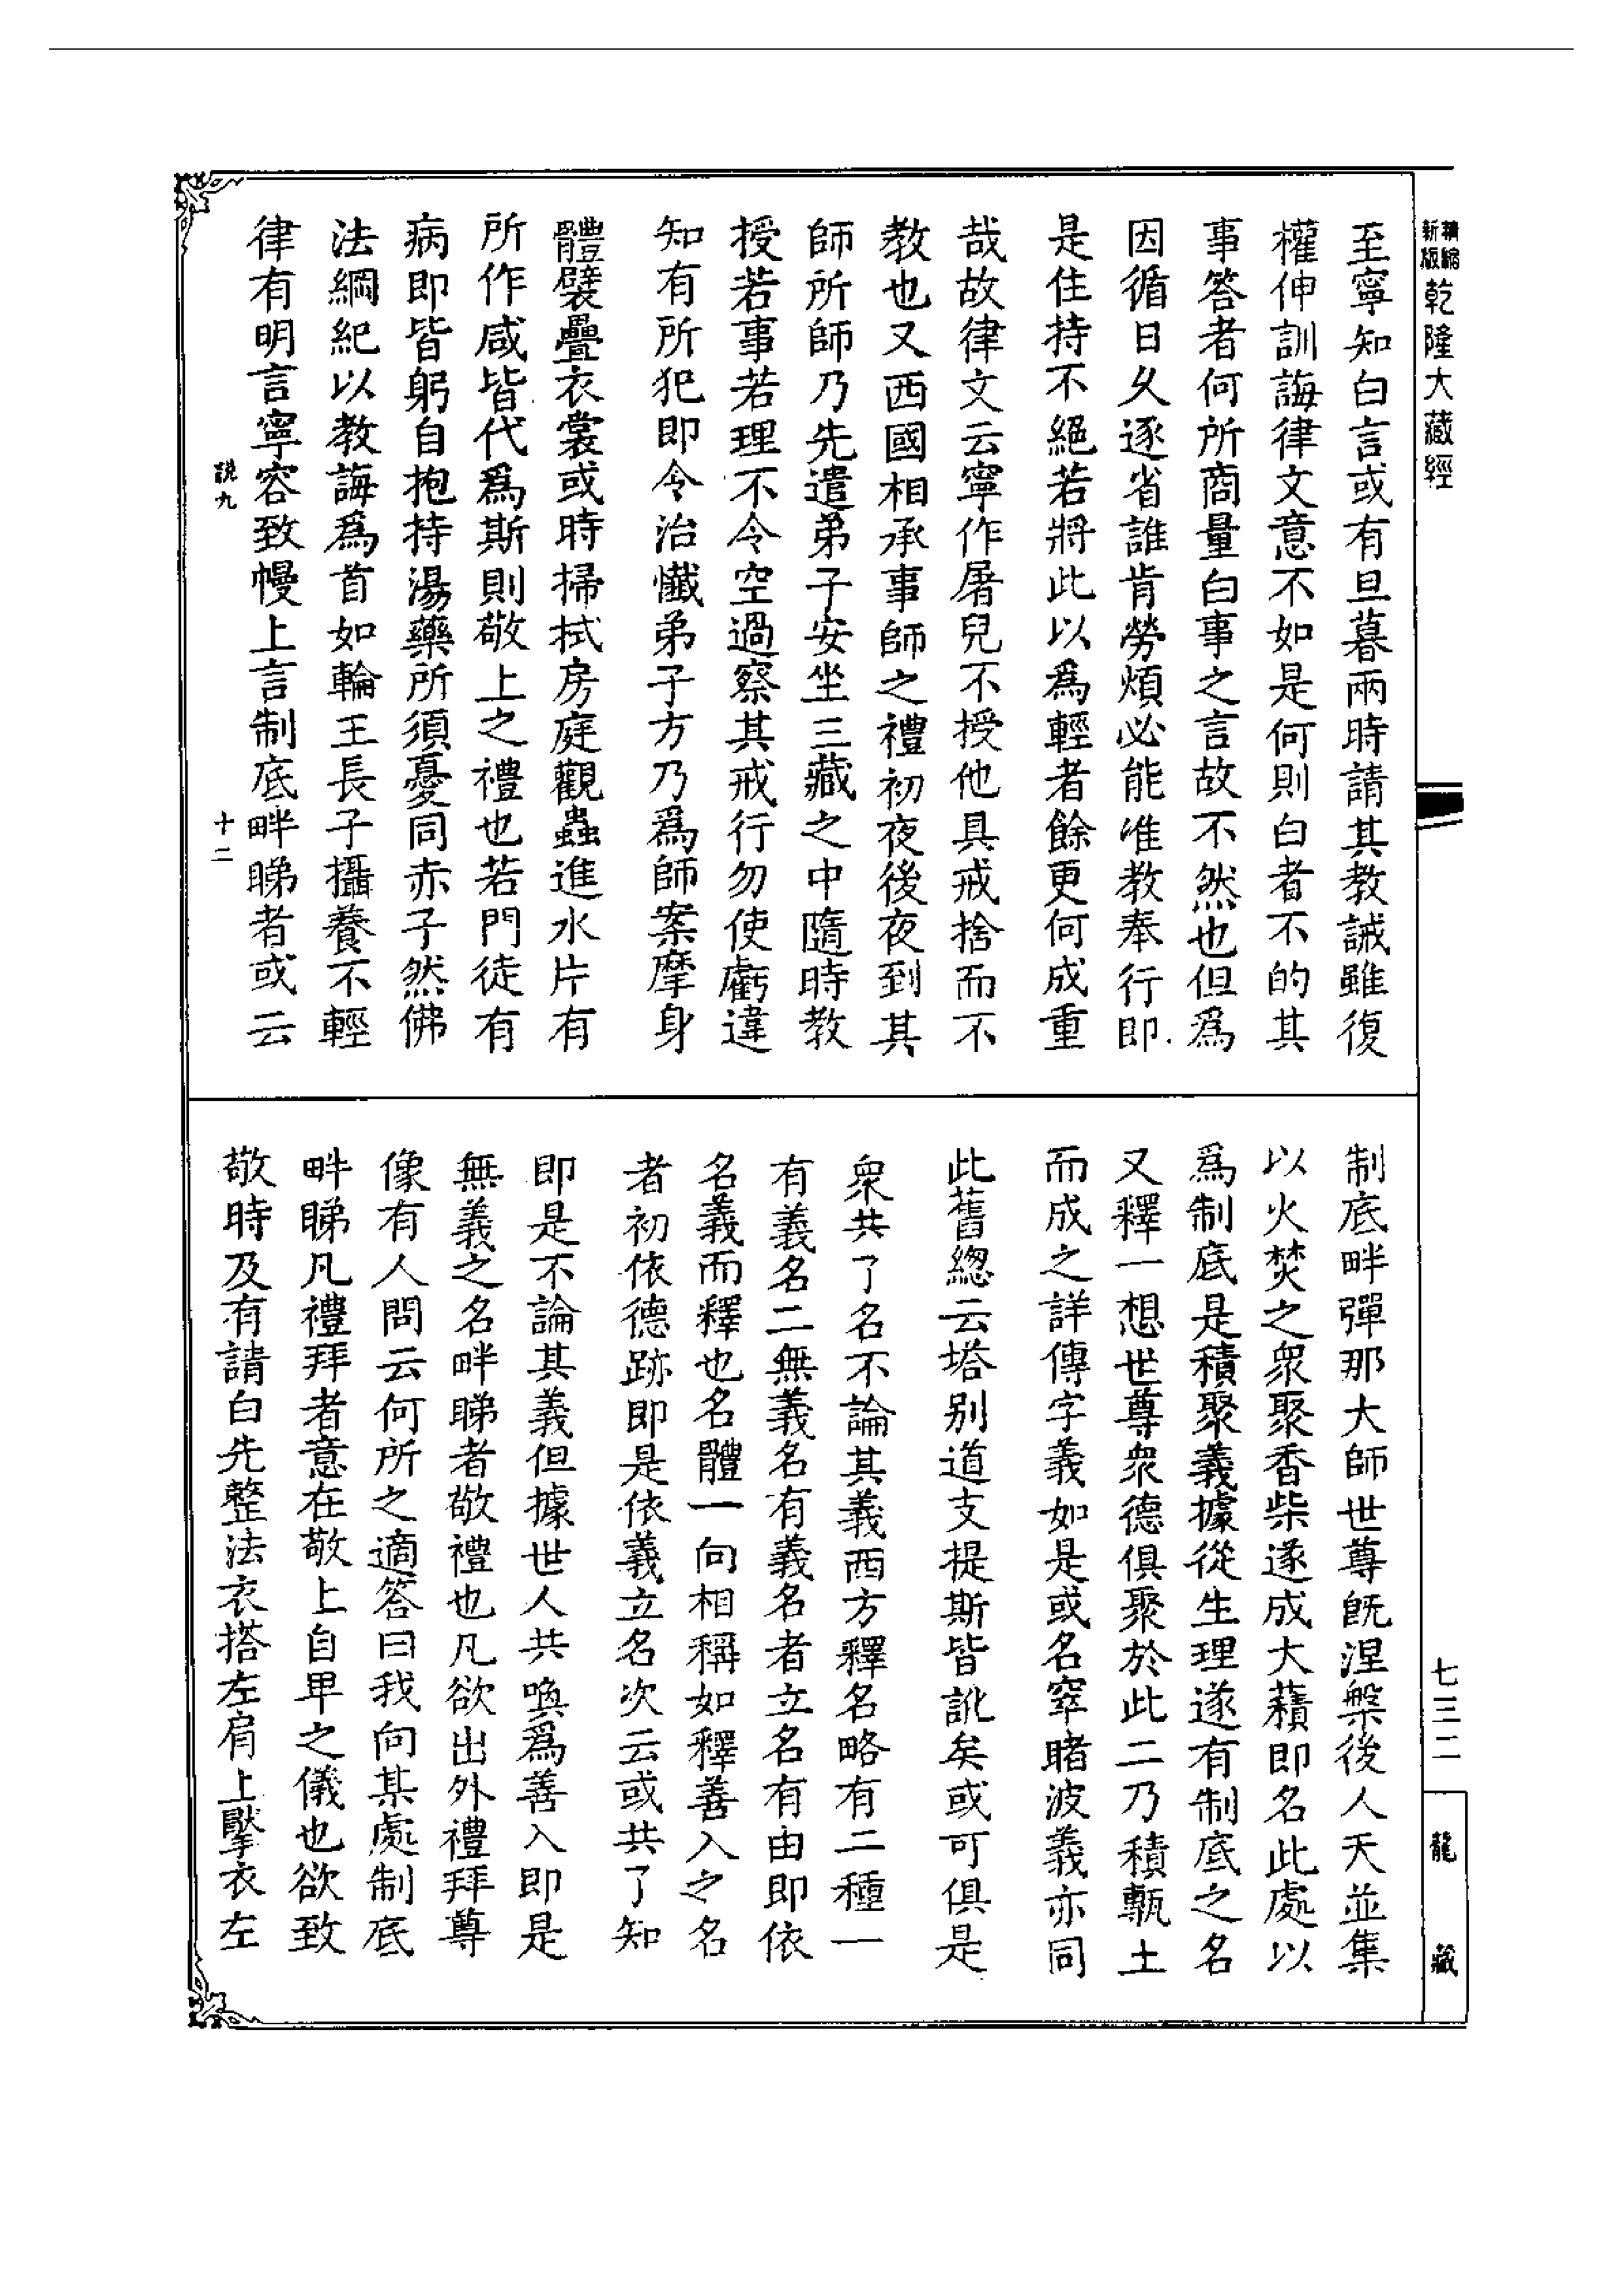 精縮新版乾隆大藏經
至寧知白言或有旦暮兩時請其教誡雖復
權伸訓誨律文意不如是何則白者不的其
事答者何所商量白事之言故不然也但爲
因循日久逐省誰肯勞煩必能准教奉行即
是住持不絕若將此以爲輕者餘更何成重
哉故律文云寧作屠兒不授他具戒捨而不
教也又西國相承事師之禮初夜後夜到其
師所師乃先遣弟子安坐三藏之中隨時教
授若事若理不令空過察其戒行勿使虧違
知有所犯即令治懺弟子方乃爲師案摩身
體襞疊衣裳或時掃拭房庭觀蟲進水片有
所作咸皆代爲斯則敬上之禮也若門徒有
病即皆躬自抱持湯藥所須憂同赤子然佛
法綱紀以教誨爲首如輪王長子攝養不輕
律有明言寧容致幔上言制底畔睇者或云
説九
十二
制底畔彈那大師世尊旣涅槃後人天並集
以火焚之衆聚香柴遂成大𧂐即名此處以
爲制底是積聚義據從生理遂有制底之名
又釋一想世尊衆德俱聚於此二乃積甎土
而成之詳傳字義如是或名窣睹波義亦同
此舊緫云塔別道支提斯皆訛矣或可俱是
衆共了名不論其義西方釋名略有二種一
有義名二無義名有義名者立名有由即依
名義而釋也名體一向相稱如釋善入之名
者初依德跡即是依義立名次云或共了知
即是不論其義但據世人共喚爲善入即是
無義之名畔睇者敬禮也凡欲出外禮拜尊
像有人問云何所之適答曰我向某處制底
畔睇凡禮拜者意在敬上自卑之儀也欲致
敬時及有請白先整法衣搭左肩上擪衣左
七三二
龍藏